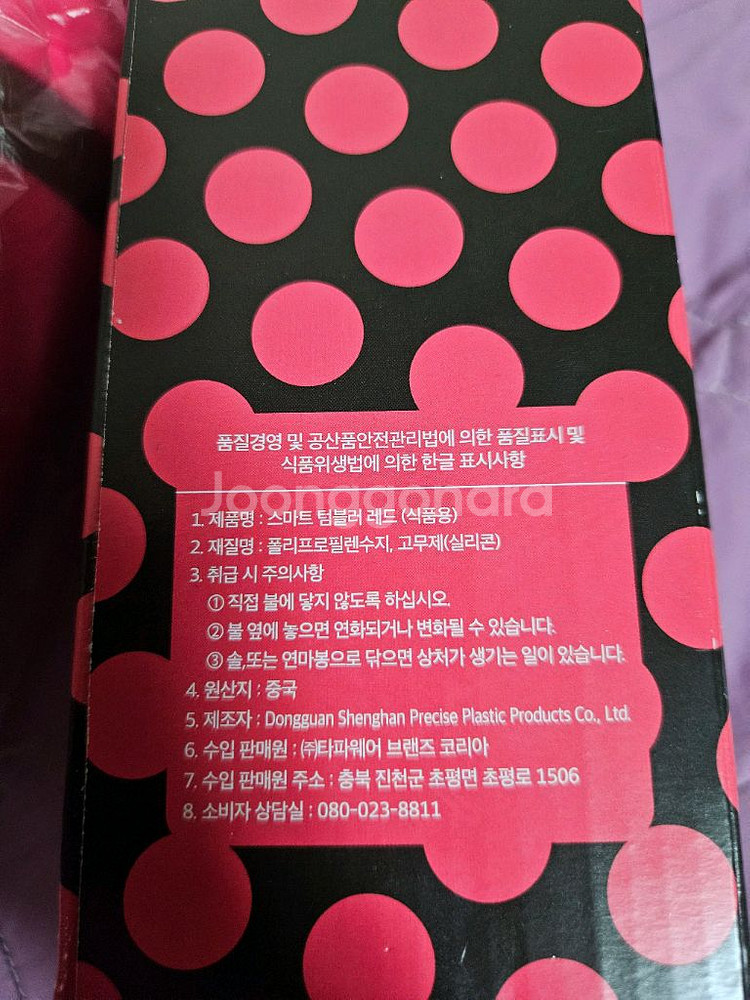 품질경영 및 공산품안전관리법에 의한 품질표시 및
식품위생법에 의한 한글 표시사항
Joonggonara
1. 제품명 : 스마트 텀블러 레드 (식품용)
2. 재질명 : 폴리프로필렌수지, 고무제(실리콘)
3. 취급 시 주의사항
① 직접 불에 닿지 않도록 하십시오.
② 불 옆에 놓으면 연화되거나 변화될 수 있습니다.
③ 솔,또는 연마봉으로 닦으면 상처가 생기는 일이 있습니다.
4. 원산지 : 중국
5. 제조자 : Dongguan Shenghan Precise Plastic Products Co., Ltd.
6. 수입 판매원 : ㈜타파웨어 브랜즈 코리아
7. 수입 판매원 주소 : 충북 진천군 초평면 초평로 1506
8. 소비자 상담실 : 080-023-8811